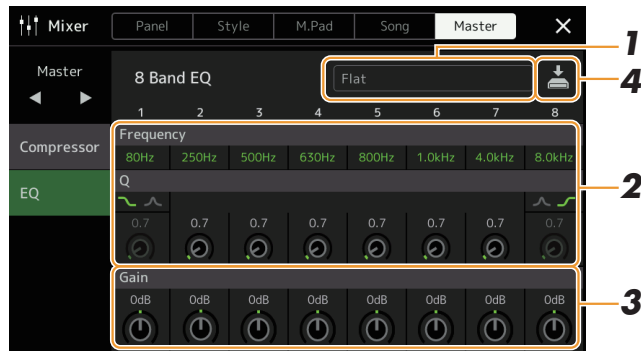 Mixer Panel Style M.Pad Song Master
1
Master 8 Band EQ Flat 4
1 2 3 4 5 6 7 8
Frequency
Compressor 80Hz 250Hz 500Hz 630Hz 800Hz 1.0kHz 4.0kHz 8.0kHz
EQ Q 2
0.7 0.7 0.7 0.7 0.7 0.7 0.7 0.7
Gain
3
0dB 0dB 0dB 0dB 0dB 0dB 0dB 0dB